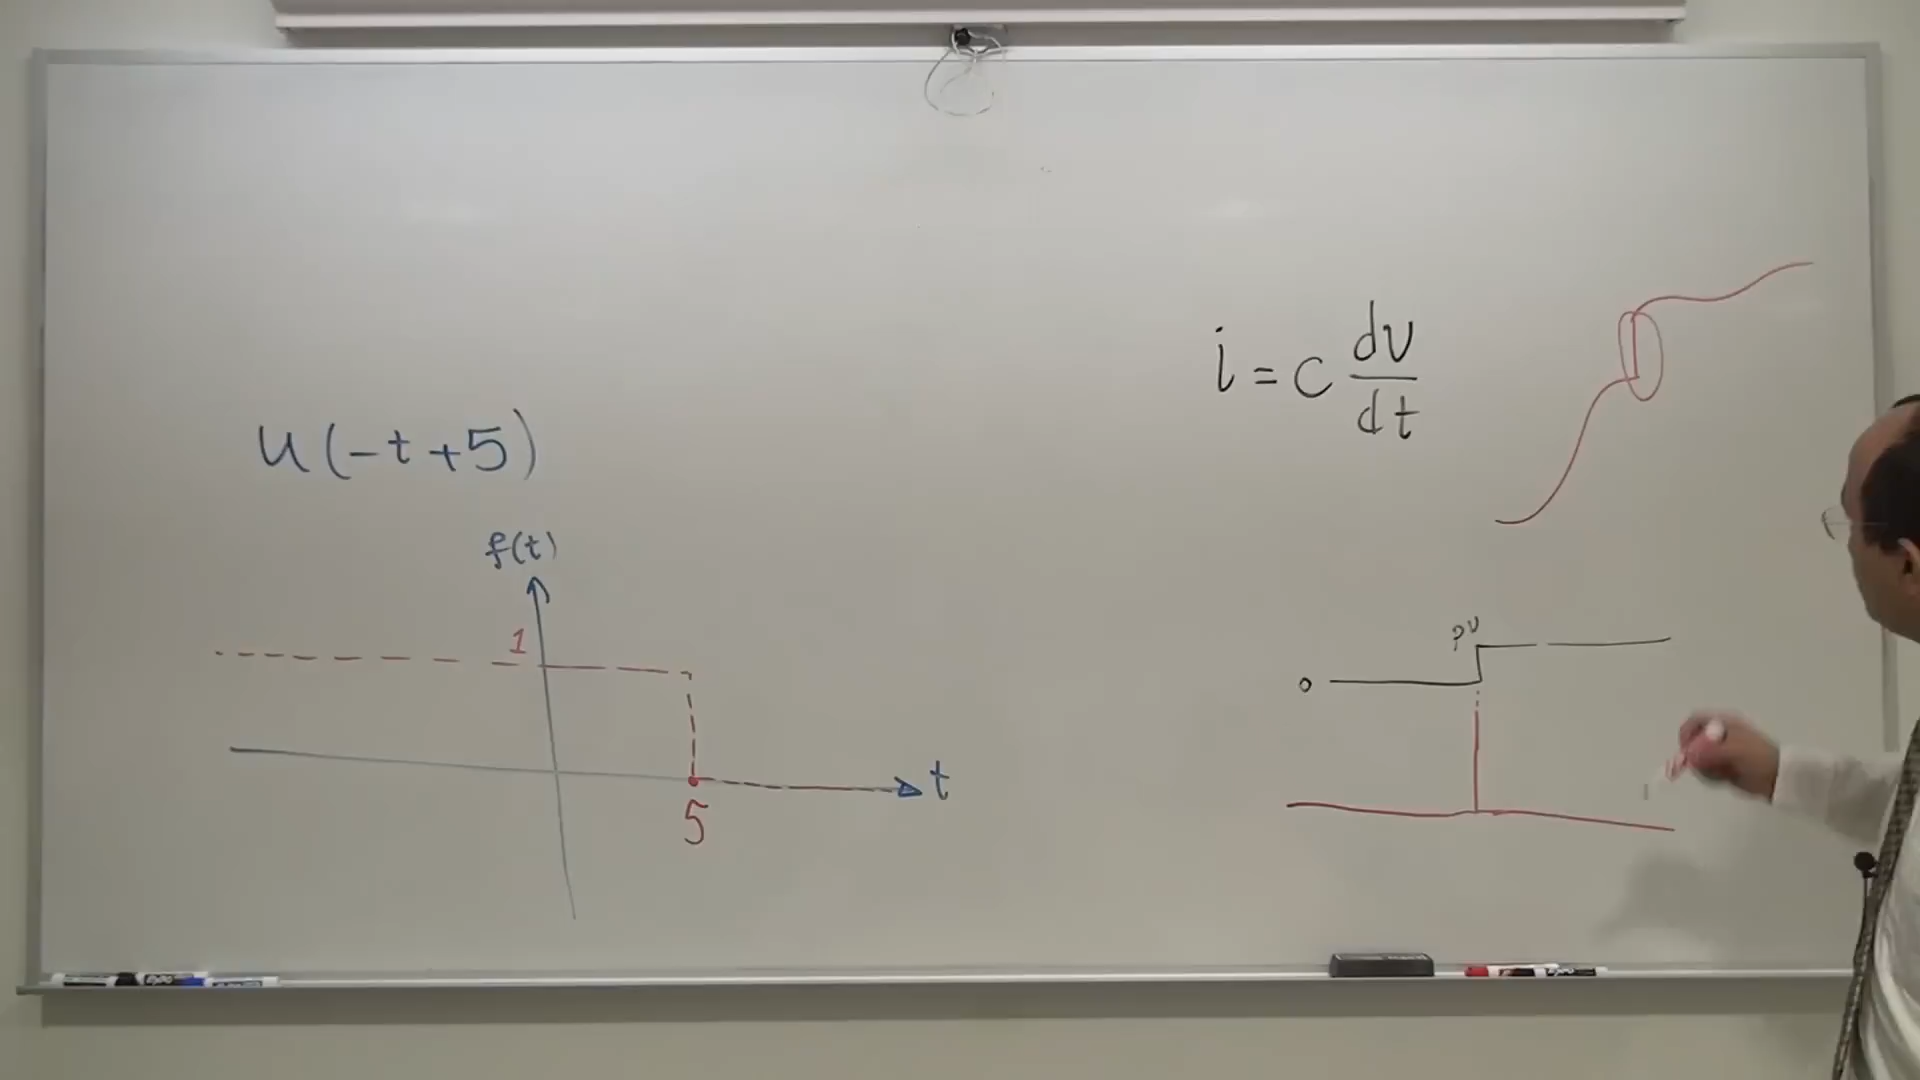 u(-t+5)
f(t)
1
t
5
i = c dv/dt
0